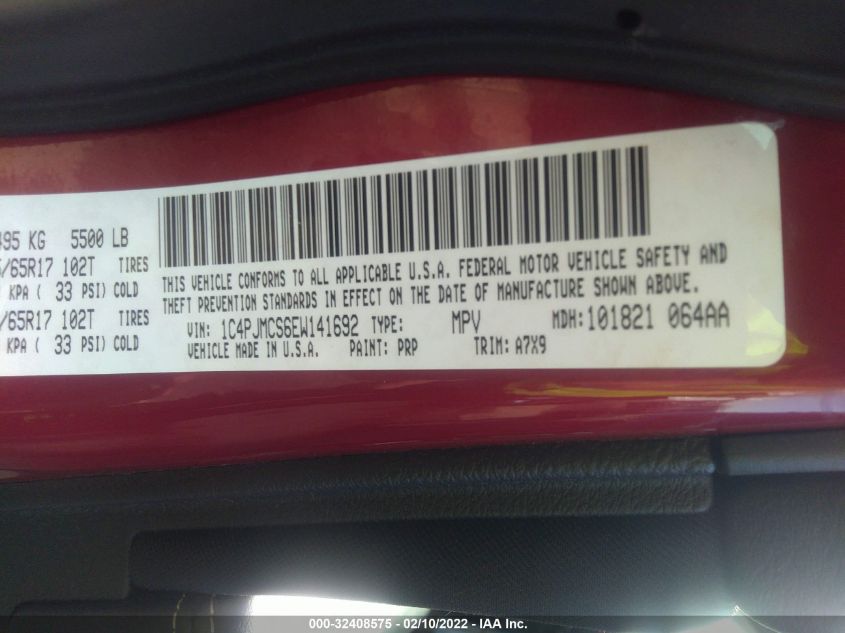 495 KG 5500 LB
/65R17 102T TIRES
KPA ( 33 PSI) COLD
/65R17 102T TIRES
KPA ( 33 PSI) COLD
THIS VEHICLE CONFORMS TO ALL APPLICABLE U.S.A. FEDERAL MOTOR VEHICLE SAFETY AND
THEFT PREVENTION STANDARDS IN EFFECT ON THE DATE OF MANUFACTURE SHOWN ABOVE.
VIN: 1C4PJMCS6EW141692 TYPE: MPV MDH:101821 064AA
VEHICLE MADE IN U.S.A. PAINT: PRP TRIM: A7X9
000-32408575 - 02/10/2022 - IAA Inc.